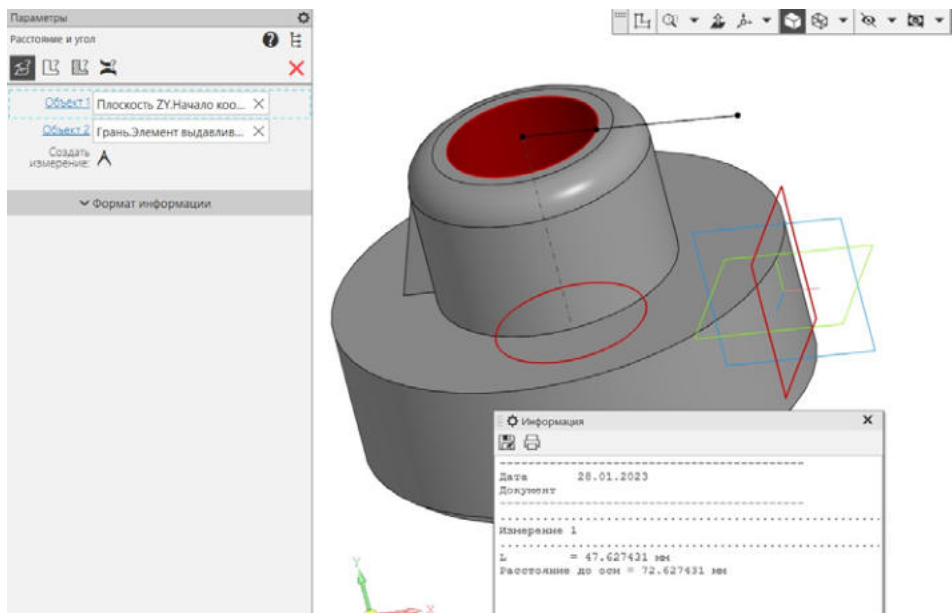 Параметры
Расстояние и угол
Объект 1 Плоскость ZY.Начало коо...
Объект 2 Грань.Элемент выдавлив...
Создать
измерение:
Формат информации
Информация
Дата 28.01.2023
Документ
Измерение 1
L = 47.627431 мм
Расстояние до оси = 72.627431 мм
Y
X